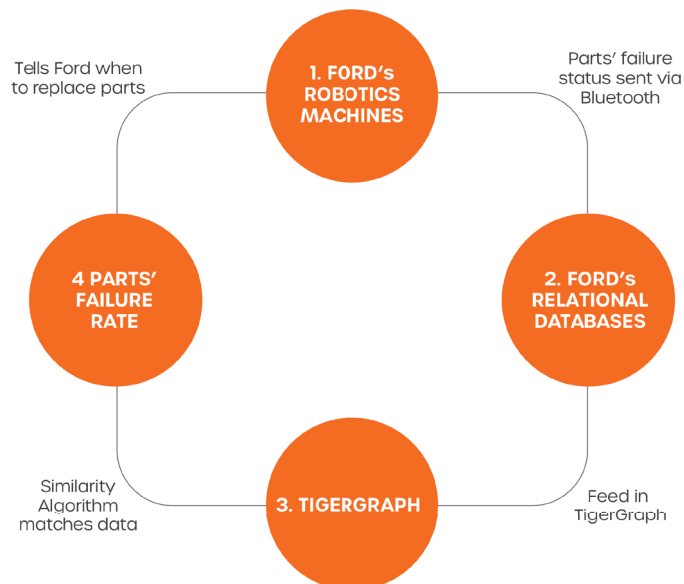 1. FORD's
ROBOTICS
MACHINES
Parts' failure
status sent via
Bluetooth
2. FORD's
RELATIONAL
DATABASES
Feed in
TigerGraph
3. TIGERGRAPH
Similarity
Algorithm
matches data
4 PARTS'
FAILURE
RATE
Tells Ford when
to replace parts